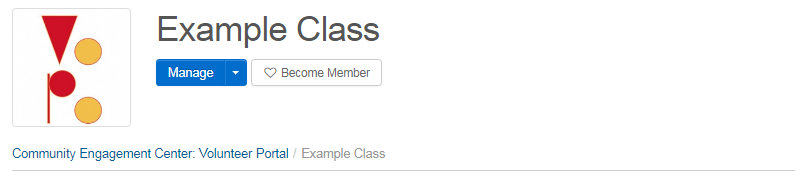 Example Class
Manage
Become Member
Community Engagement Center: Volunteer Portal / Example Class